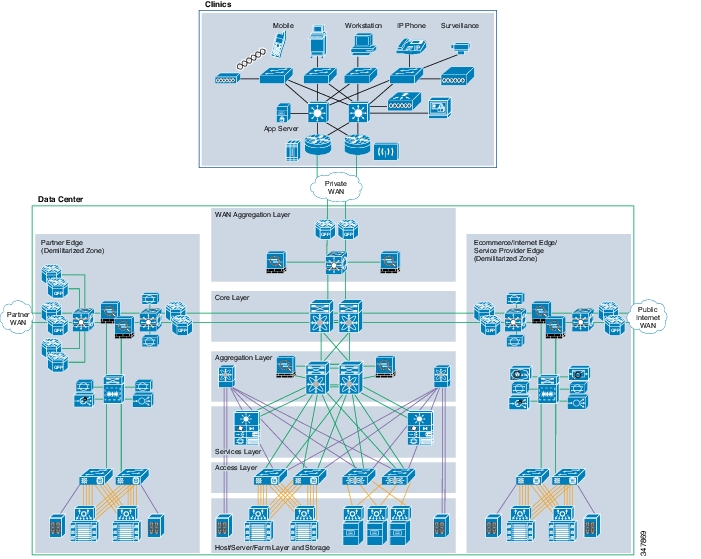 Clinics
Mobile
Workstation
IP Phone
Surveillance
App Server
Private
WAN
Data Center
WAN Aggregation Layer
Partner Edge
(Demilitarized Zone)
Ecommerce/Internet Edge/
Service Provider Edge
(Demilitarized Zone)
Core Layer
Partner
WAN
Public
Internet
WAN
Aggregation Layer
Services Layer
Access Layer
Host/Server/Farm Layer and Storage
347869